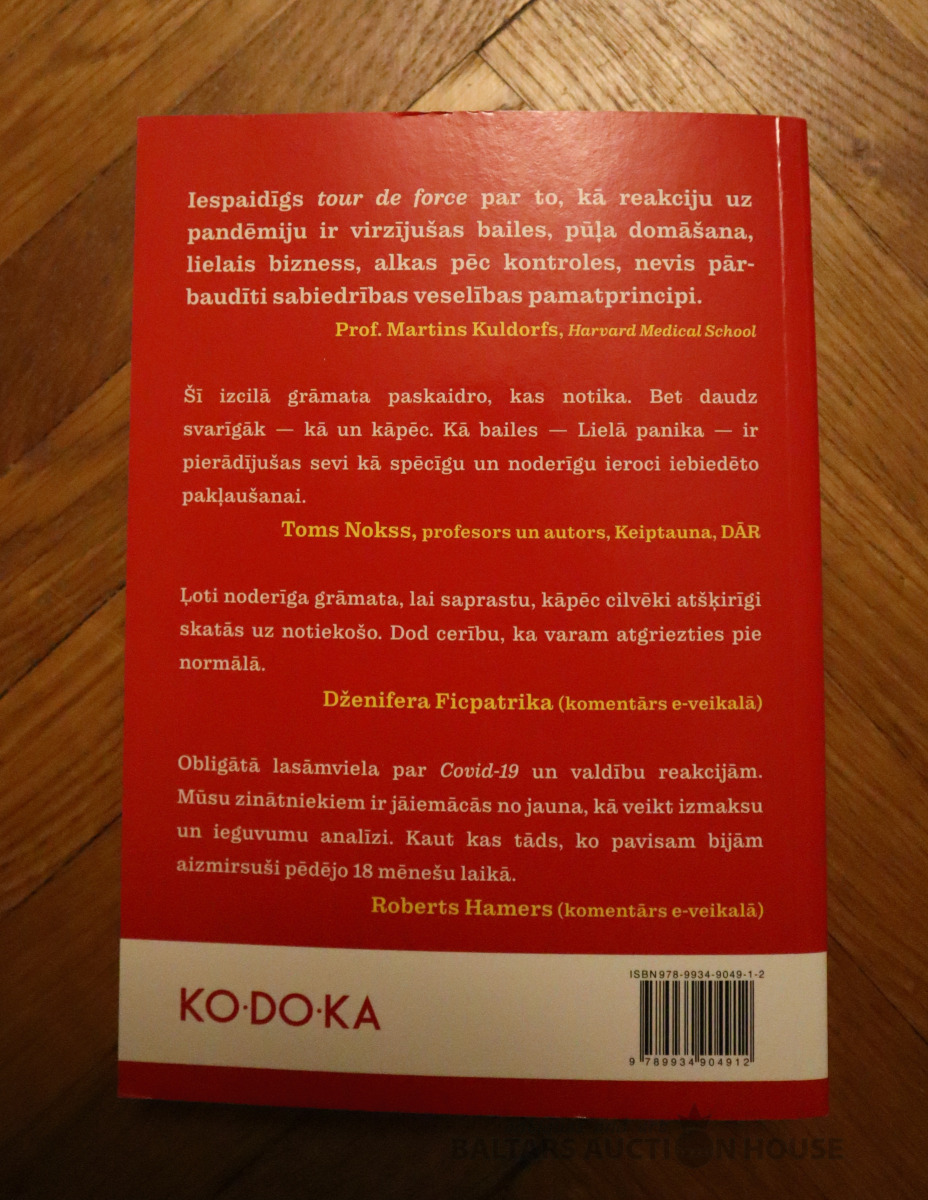 Iespaidīgs tour de force par to, kā reakciju uz
pandēmiju ir virzījušas bailes, pūļa domāšana,
lielais bizness, alkas pēc kontroles, nevis pār-
baudīti sabiedrības veselības pamatprincipi.
Prof. Martins Kuldorfs, Harvard Medical School
Šī izcilā grāmata paskaidro, kas notika. Bet daudz
svarīgāk — kā un kāpēc. Kā bailes — Lielā panika — ir
pierādījušas sevi kā spēcīgu un noderīgu ieroci iebiedēto
pakļaušanai.
Toms Nokss, profesors un autors, Keiptauna, DĀR
Ļoti noderīga grāmata, lai saprastu, kāpēc cilvēki atšķirīgi
skatās uz notiekošo. Dod cerību, ka varam atgriezties pie
normālā.
Dženifera Ficpatrika (komentārs e-veikalā)
Obligātā lasāmviela par Covid-19 un valdību reakcijām.
Mūsu zinātniekiem ir jāiemācās no jauna, kā veikt izmaksu
un ieguvumu analīzi. Kaut kas tāds, ko pavisam bijām
aizmirsuši pēdējo 18 mēnešu laikā.
Roberts Hamers (komentārs e-veikalā)
KO·DO·KA
ISBN 978-9934-9049-1-2
9 789934 904912
BALTARS AUCTION HOUSE